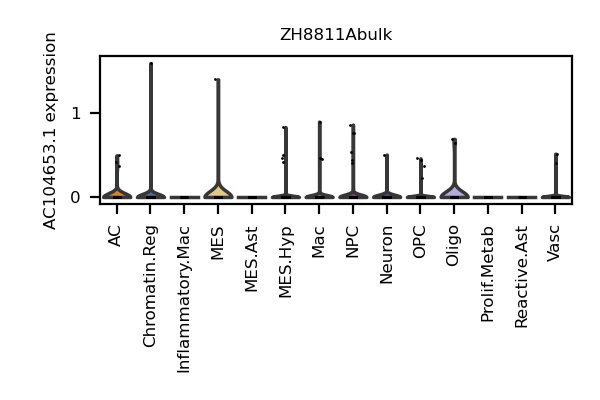 ZH8811Abulk
AC104653.1 expression
1
0
AC
Chromatin.Reg
Inflammatory.Mac
MES
MES.Ast
MES.Hyp
Mac
NPC
Neuron
OPC
Oligo
Prolif.Metab
Reactive.Ast
Vasc